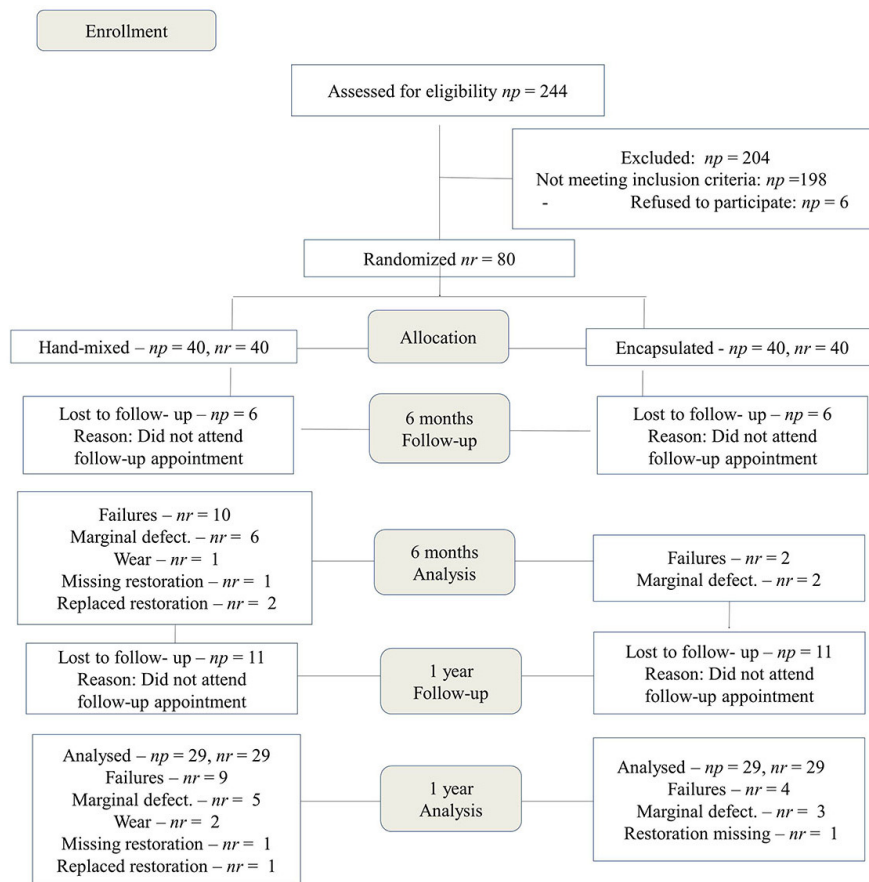 Enrollment
Assessed for eligibility np = 244
Excluded:  np = 204
Not meeting inclusion criteria: np =198
- Refused to participate: np = 6
Randomized nr = 80
Hand-mixed – np = 40, nr = 40
Allocation
Encapsulated - np = 40, nr = 40
Lost to follow- up – np = 6
Reason: Did not attend
follow-up appointment
6 months
Follow-up
Lost to follow- up – np = 6
Reason: Did not attend
follow-up appointment
Failures – nr = 10
Marginal defect. – nr = 6
Wear – nr = 1
Missing restoration – nr = 1
Replaced restoration – nr = 2
6 months
Analysis
Failures – nr = 2
Marginal defect. – nr = 2
Lost to follow- up – np = 11
Reason: Did not attend
follow-up appointment
1 year
Follow-up
Lost to follow- up – np = 11
Reason: Did not attend
follow-up appointment
Analysed – np = 29, nr = 29
Failures – nr = 9
Marginal defect. – nr = 5
Wear – nr = 2
Missing restoration – nr = 1
Replaced restoration – nr = 1
1 year
Analysis
Analysed – np = 29, nr = 29
Failures – nr = 4
Marginal defect. – nr = 3
Restoration missing – nr = 1